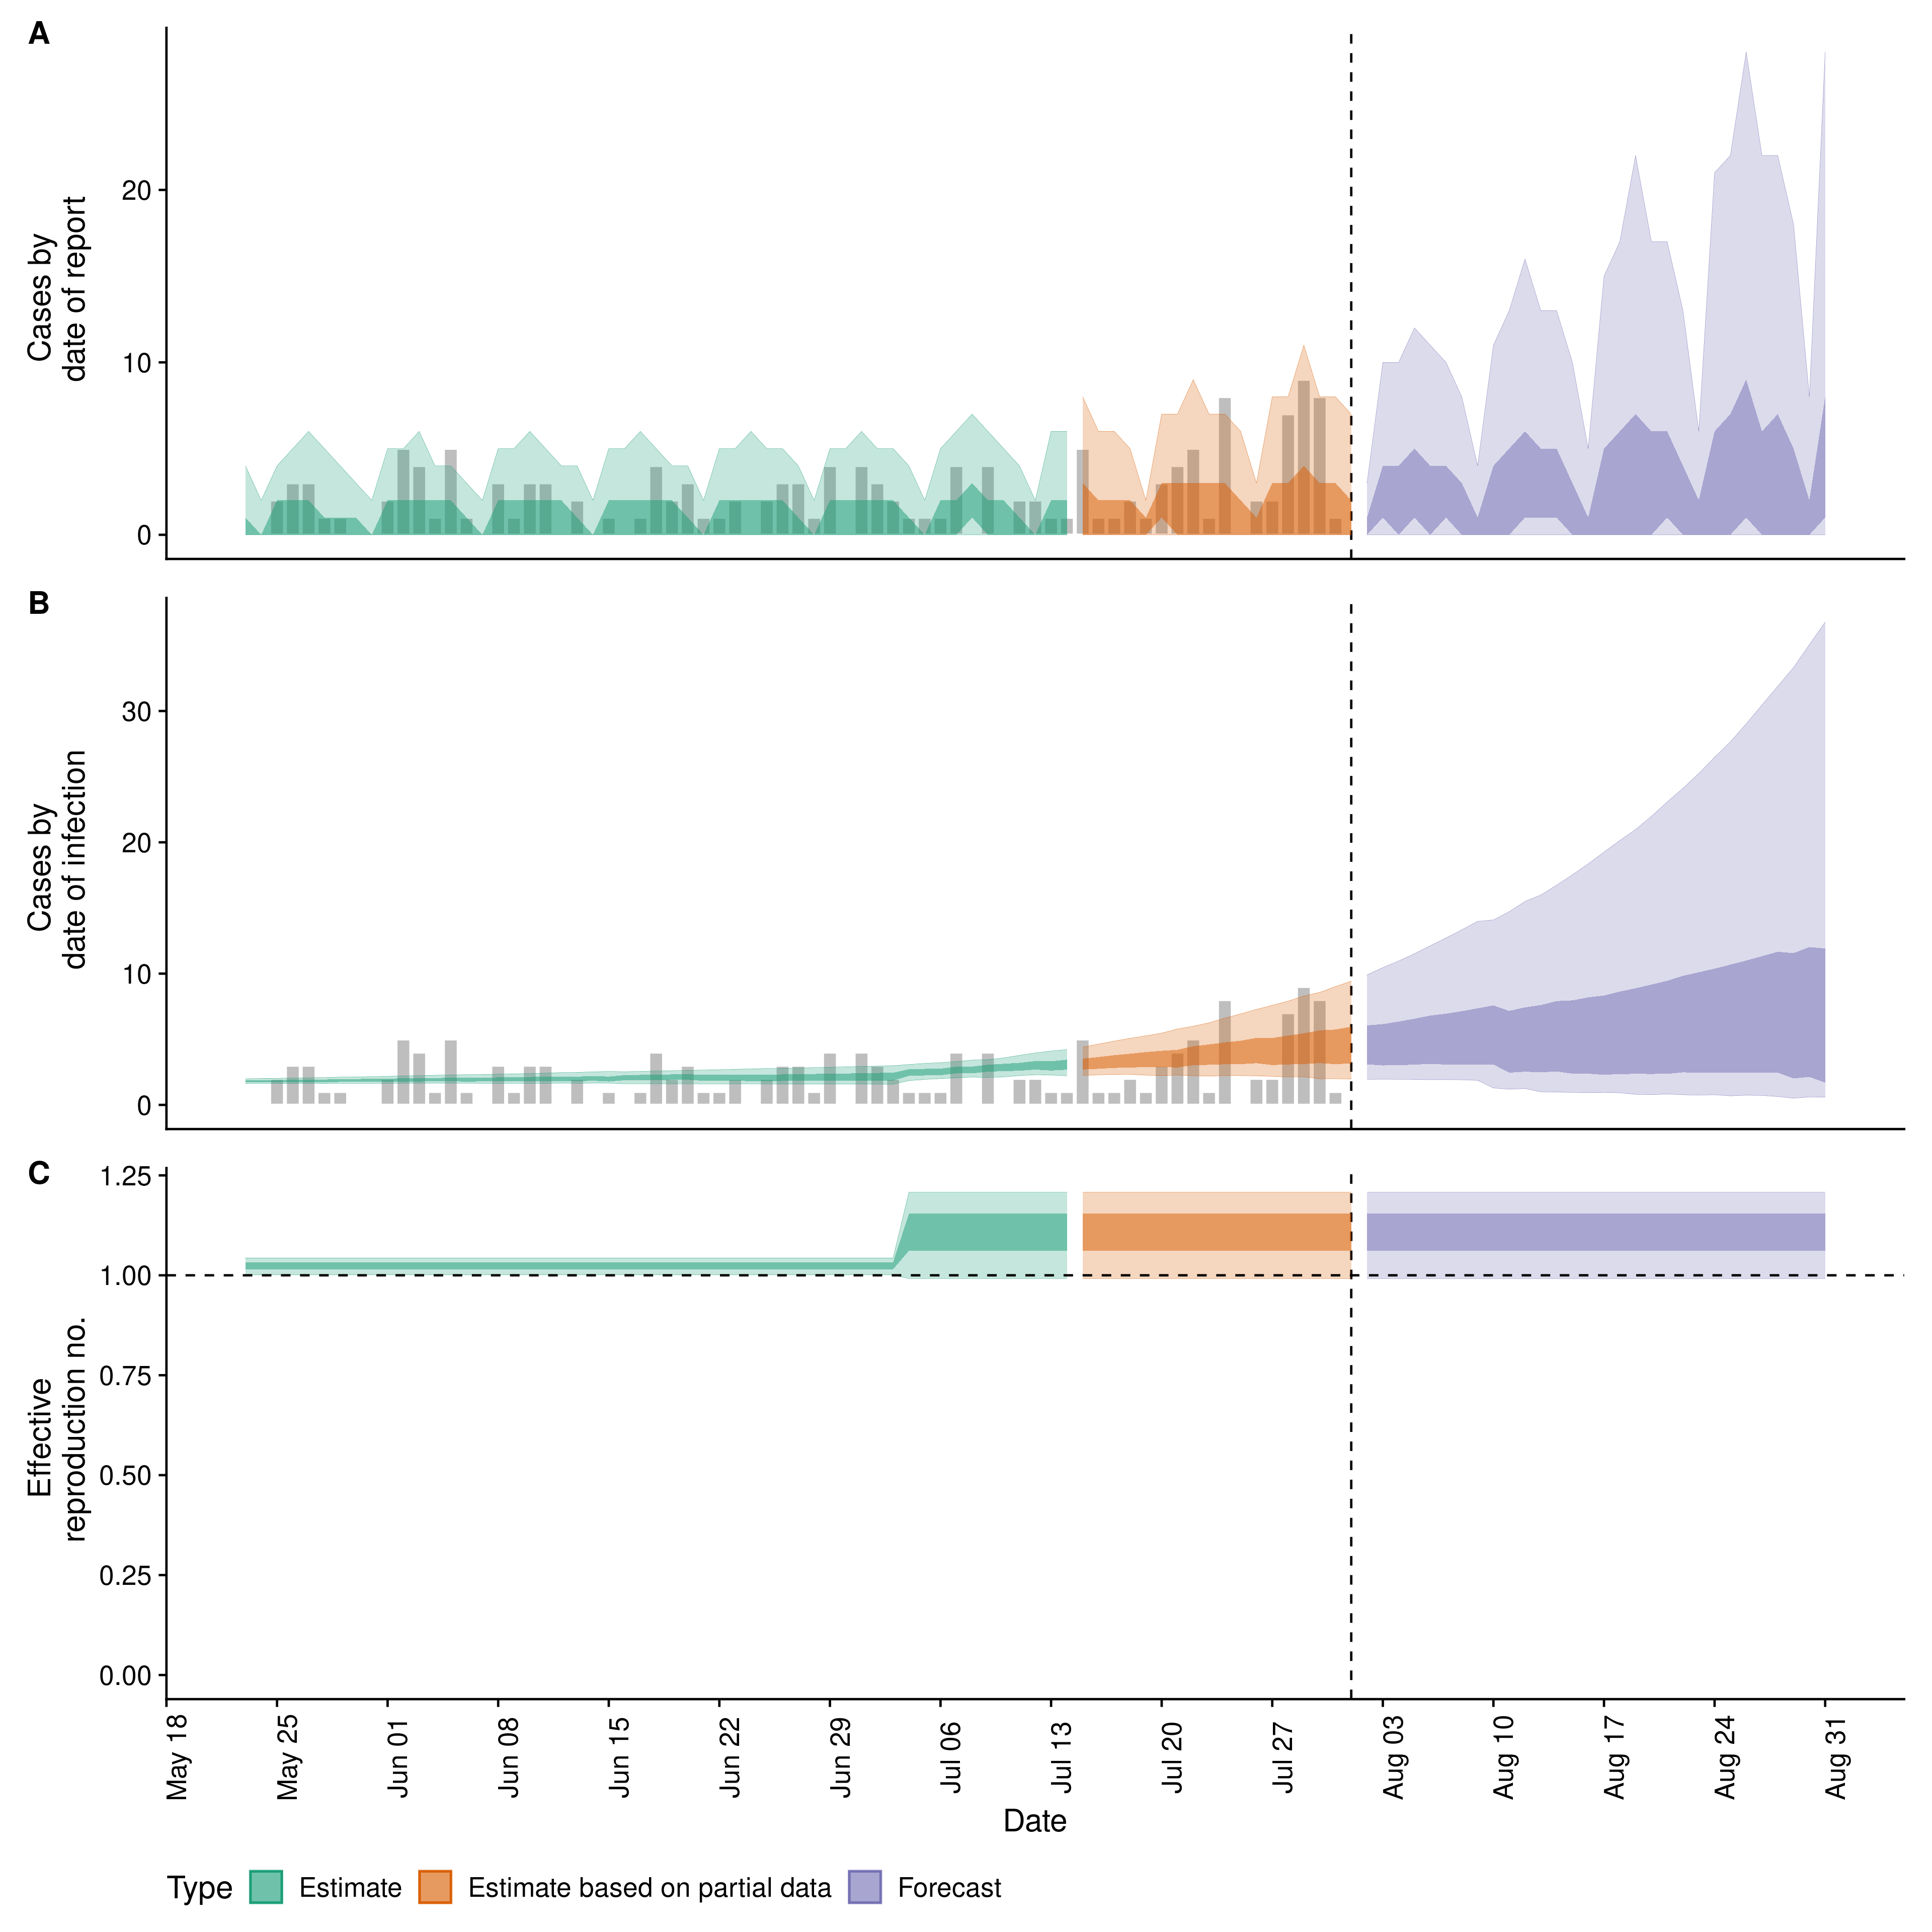 A
Cases by
date of report
20
10
0
B
Cases by
date of infection
30
20
10
0
C
Effective
reproduction no.
1.25
1.00
0.75
0.50
0.25
0.00
May 18
May 25
Jun 01
Jun 08
Jun 15
Jun 22
Jun 29
Jul 06
Jul 13
Jul 20
Jul 27
Aug 03
Aug 10
Aug 17
Aug 24
Aug 31
Date
Type Estimate Estimate based on partial data Forecast